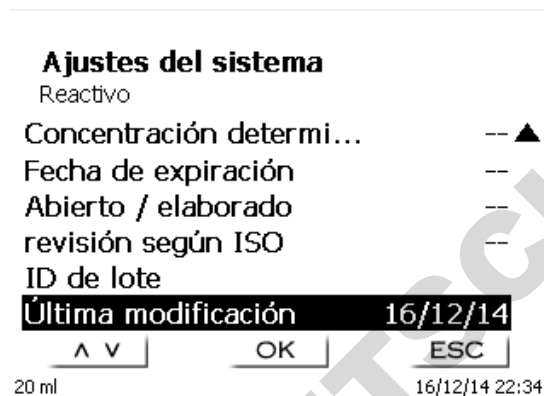 Ajustes del sistema
Reactivo
Concentración determi... -- ▲
Fecha de expiración --
Abierto / elaborado --
revisión según ISO --
ID de lote
Última modificación 16/12/14
∧ ∨ OK ESC
20 ml 16/12/14 22:34